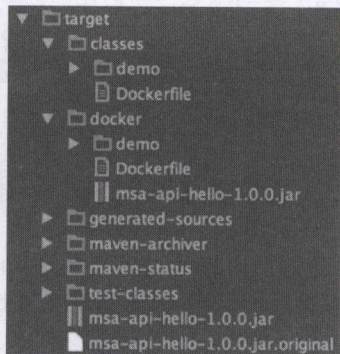 target
classes
demo
Dockerfile
docker
demo
Dockerfile
msa-api-hello-1.0.0.jar
generated-sources
maven-archiver
maven-status
test-classes
msa-api-hello-1.0.0.jar
msa-api-hello-1.0.0.jar.original